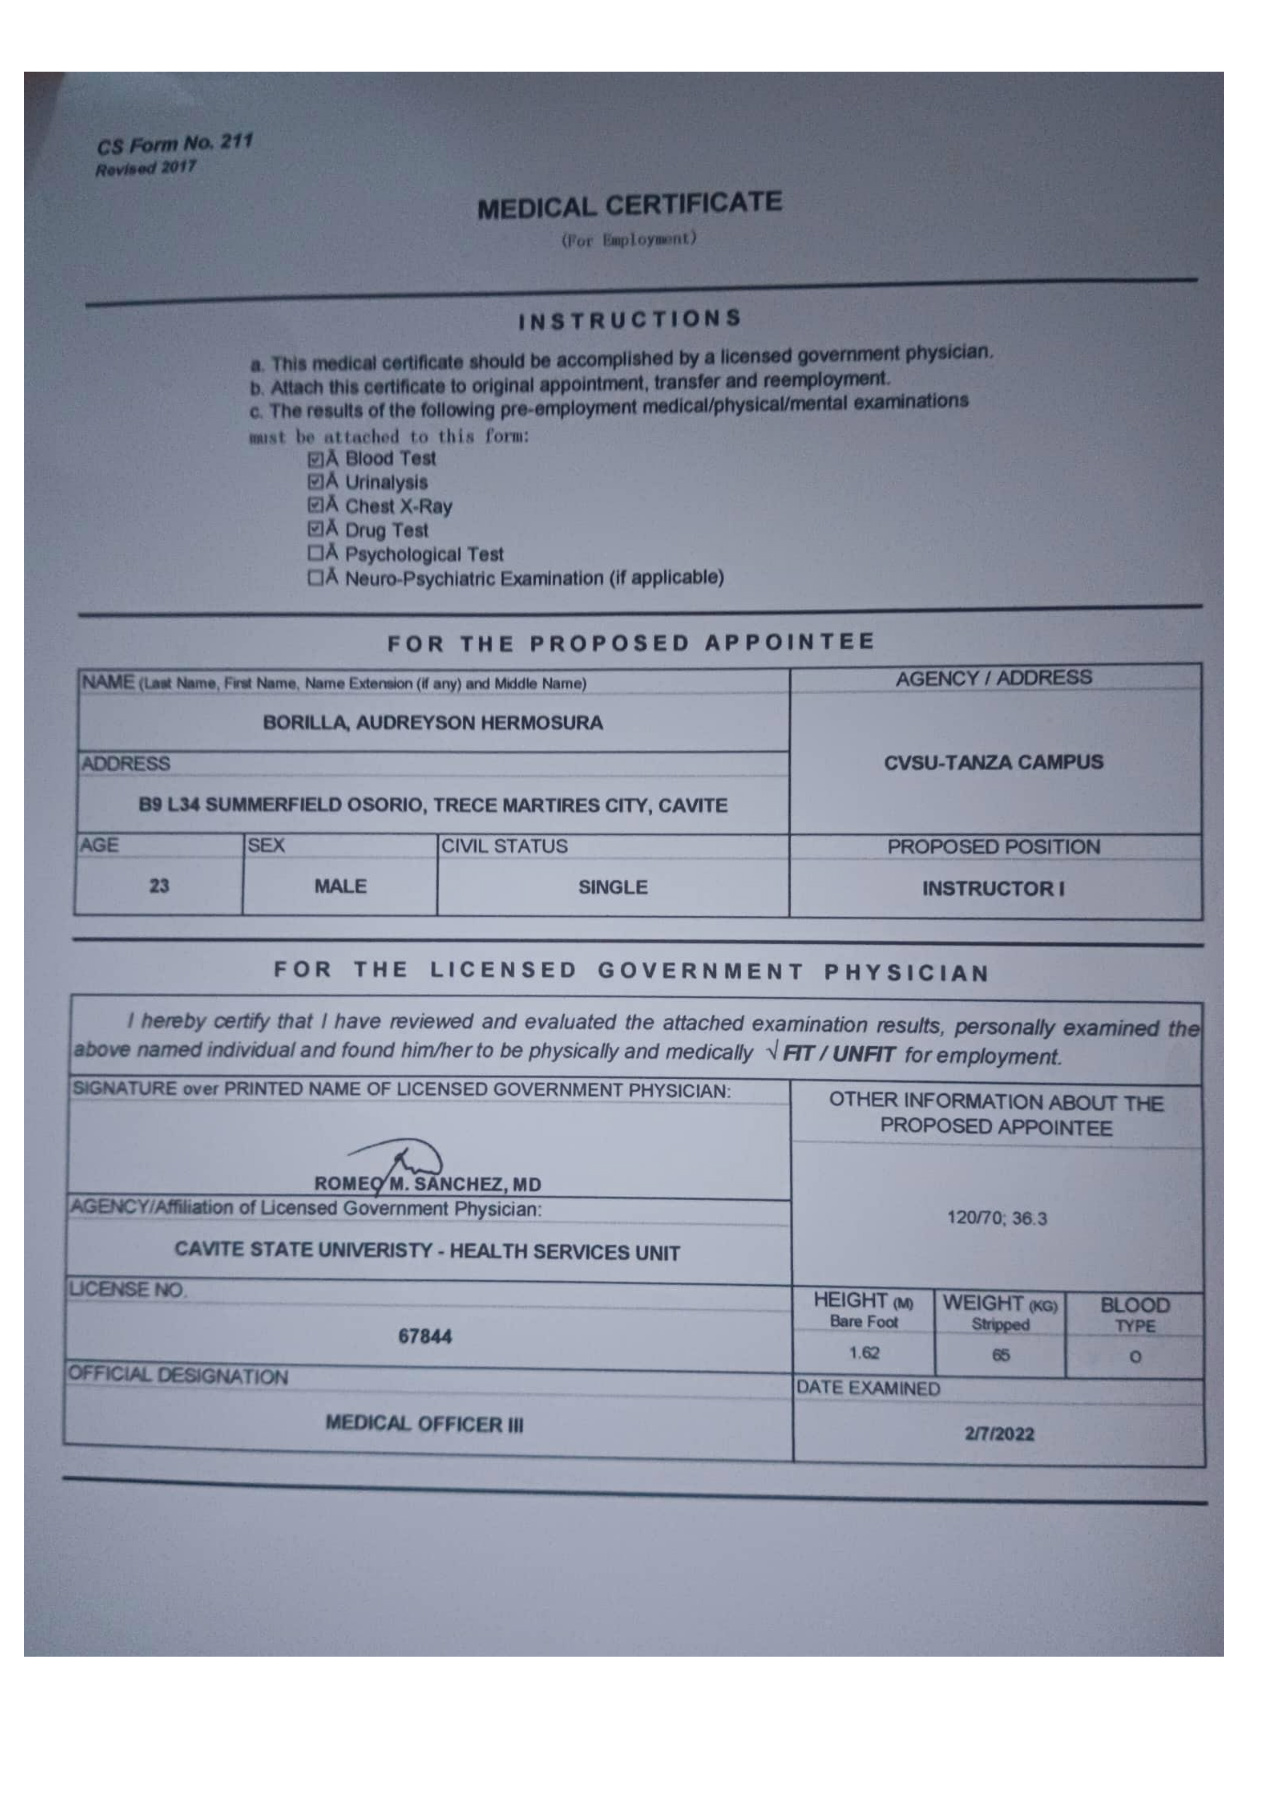 CS Form No. 211
Revised 2017
MEDICAL CERTIFICATE
(For Employment)
INSTRUCTIONS
a. This medical certificate should be accomplished by a licensed government physician.
b. Attach this certificate to original appointment, transfer and reemployment.
c. The results of the following pre-employment medical/physical/mental examinations
must be attached to this form:
☑Â Blood Test
☑Â Urinalysis
☑Â Chest X-Ray
☑Â Drug Test
☐Â Psychological Test
☐Â Neuro-Psychiatric Examination (if applicable)
FOR THE PROPOSED APPOINTEE
NAME (Last Name, First Name, Name Extension (if any) and Middle Name)
AGENCY / ADDRESS
BORILLA, AUDREYSON HERMOSURA
ADDRESS
CVSU-TANZA CAMPUS
B9 L34 SUMMERFIELD OSORIO, TRECE MARTIRES CITY, CAVITE
AGE SEX CIVIL STATUS PROPOSED POSITION
23 MALE SINGLE INSTRUCTOR I
FOR THE LICENSED GOVERNMENT PHYSICIAN
I hereby certify that I have reviewed and evaluated the attached examination results, personally examined the
above named individual and found him/her to be physically and medically √ FIT / UNFIT for employment.
SIGNATURE over PRINTED NAME OF LICENSED GOVERNMENT PHYSICIAN:
OTHER INFORMATION ABOUT THE
PROPOSED APPOINTEE
ROMEO M. SANCHEZ, MD
AGENCY/Affiliation of Licensed Government Physician:
120/70; 36.3
CAVITE STATE UNIVERISTY - HEALTH SERVICES UNIT
LICENSE NO.
HEIGHT (M) WEIGHT (KG) BLOOD
Bare Foot Stripped TYPE
67844
1.62 65 O
OFFICIAL DESIGNATION
DATE EXAMINED
MEDICAL OFFICER III
2/7/2022